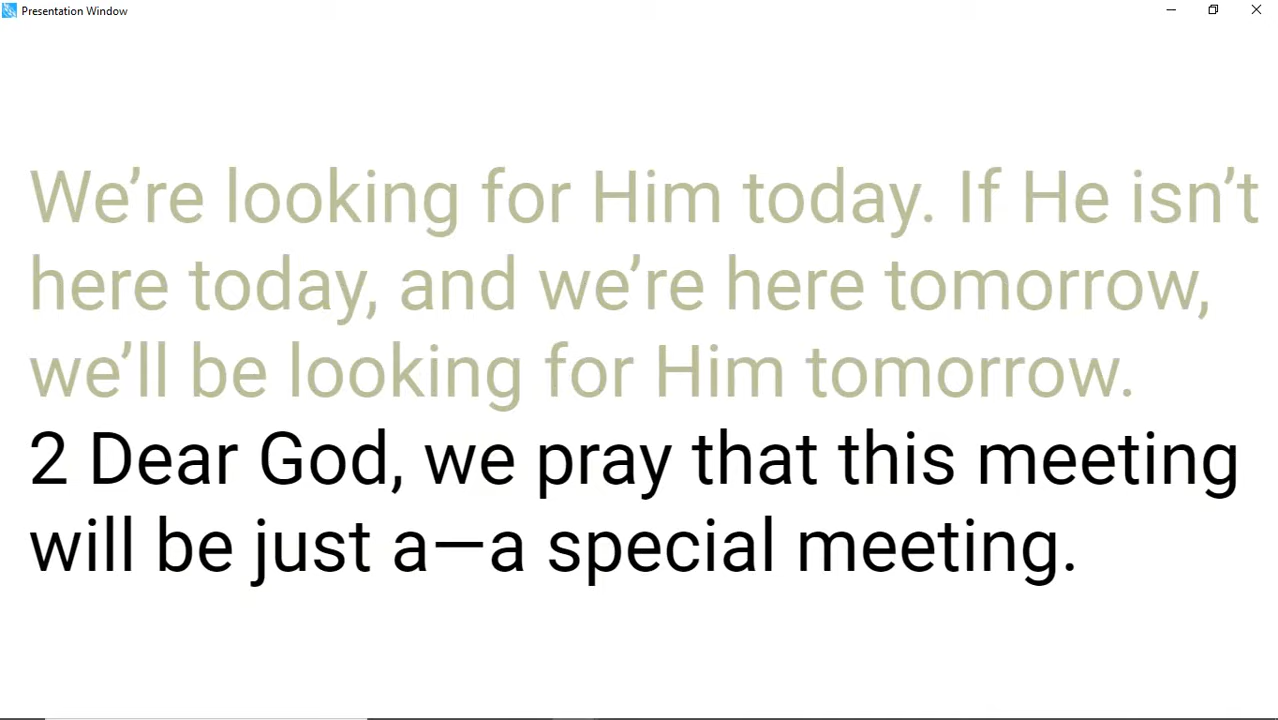 Presentation Window
We’re looking for Him today. If He isn’t
here today, and we’re here tomorrow,
we’ll be looking for Him tomorrow.
2 Dear God, we pray that this meeting
will be just a—a special meeting.